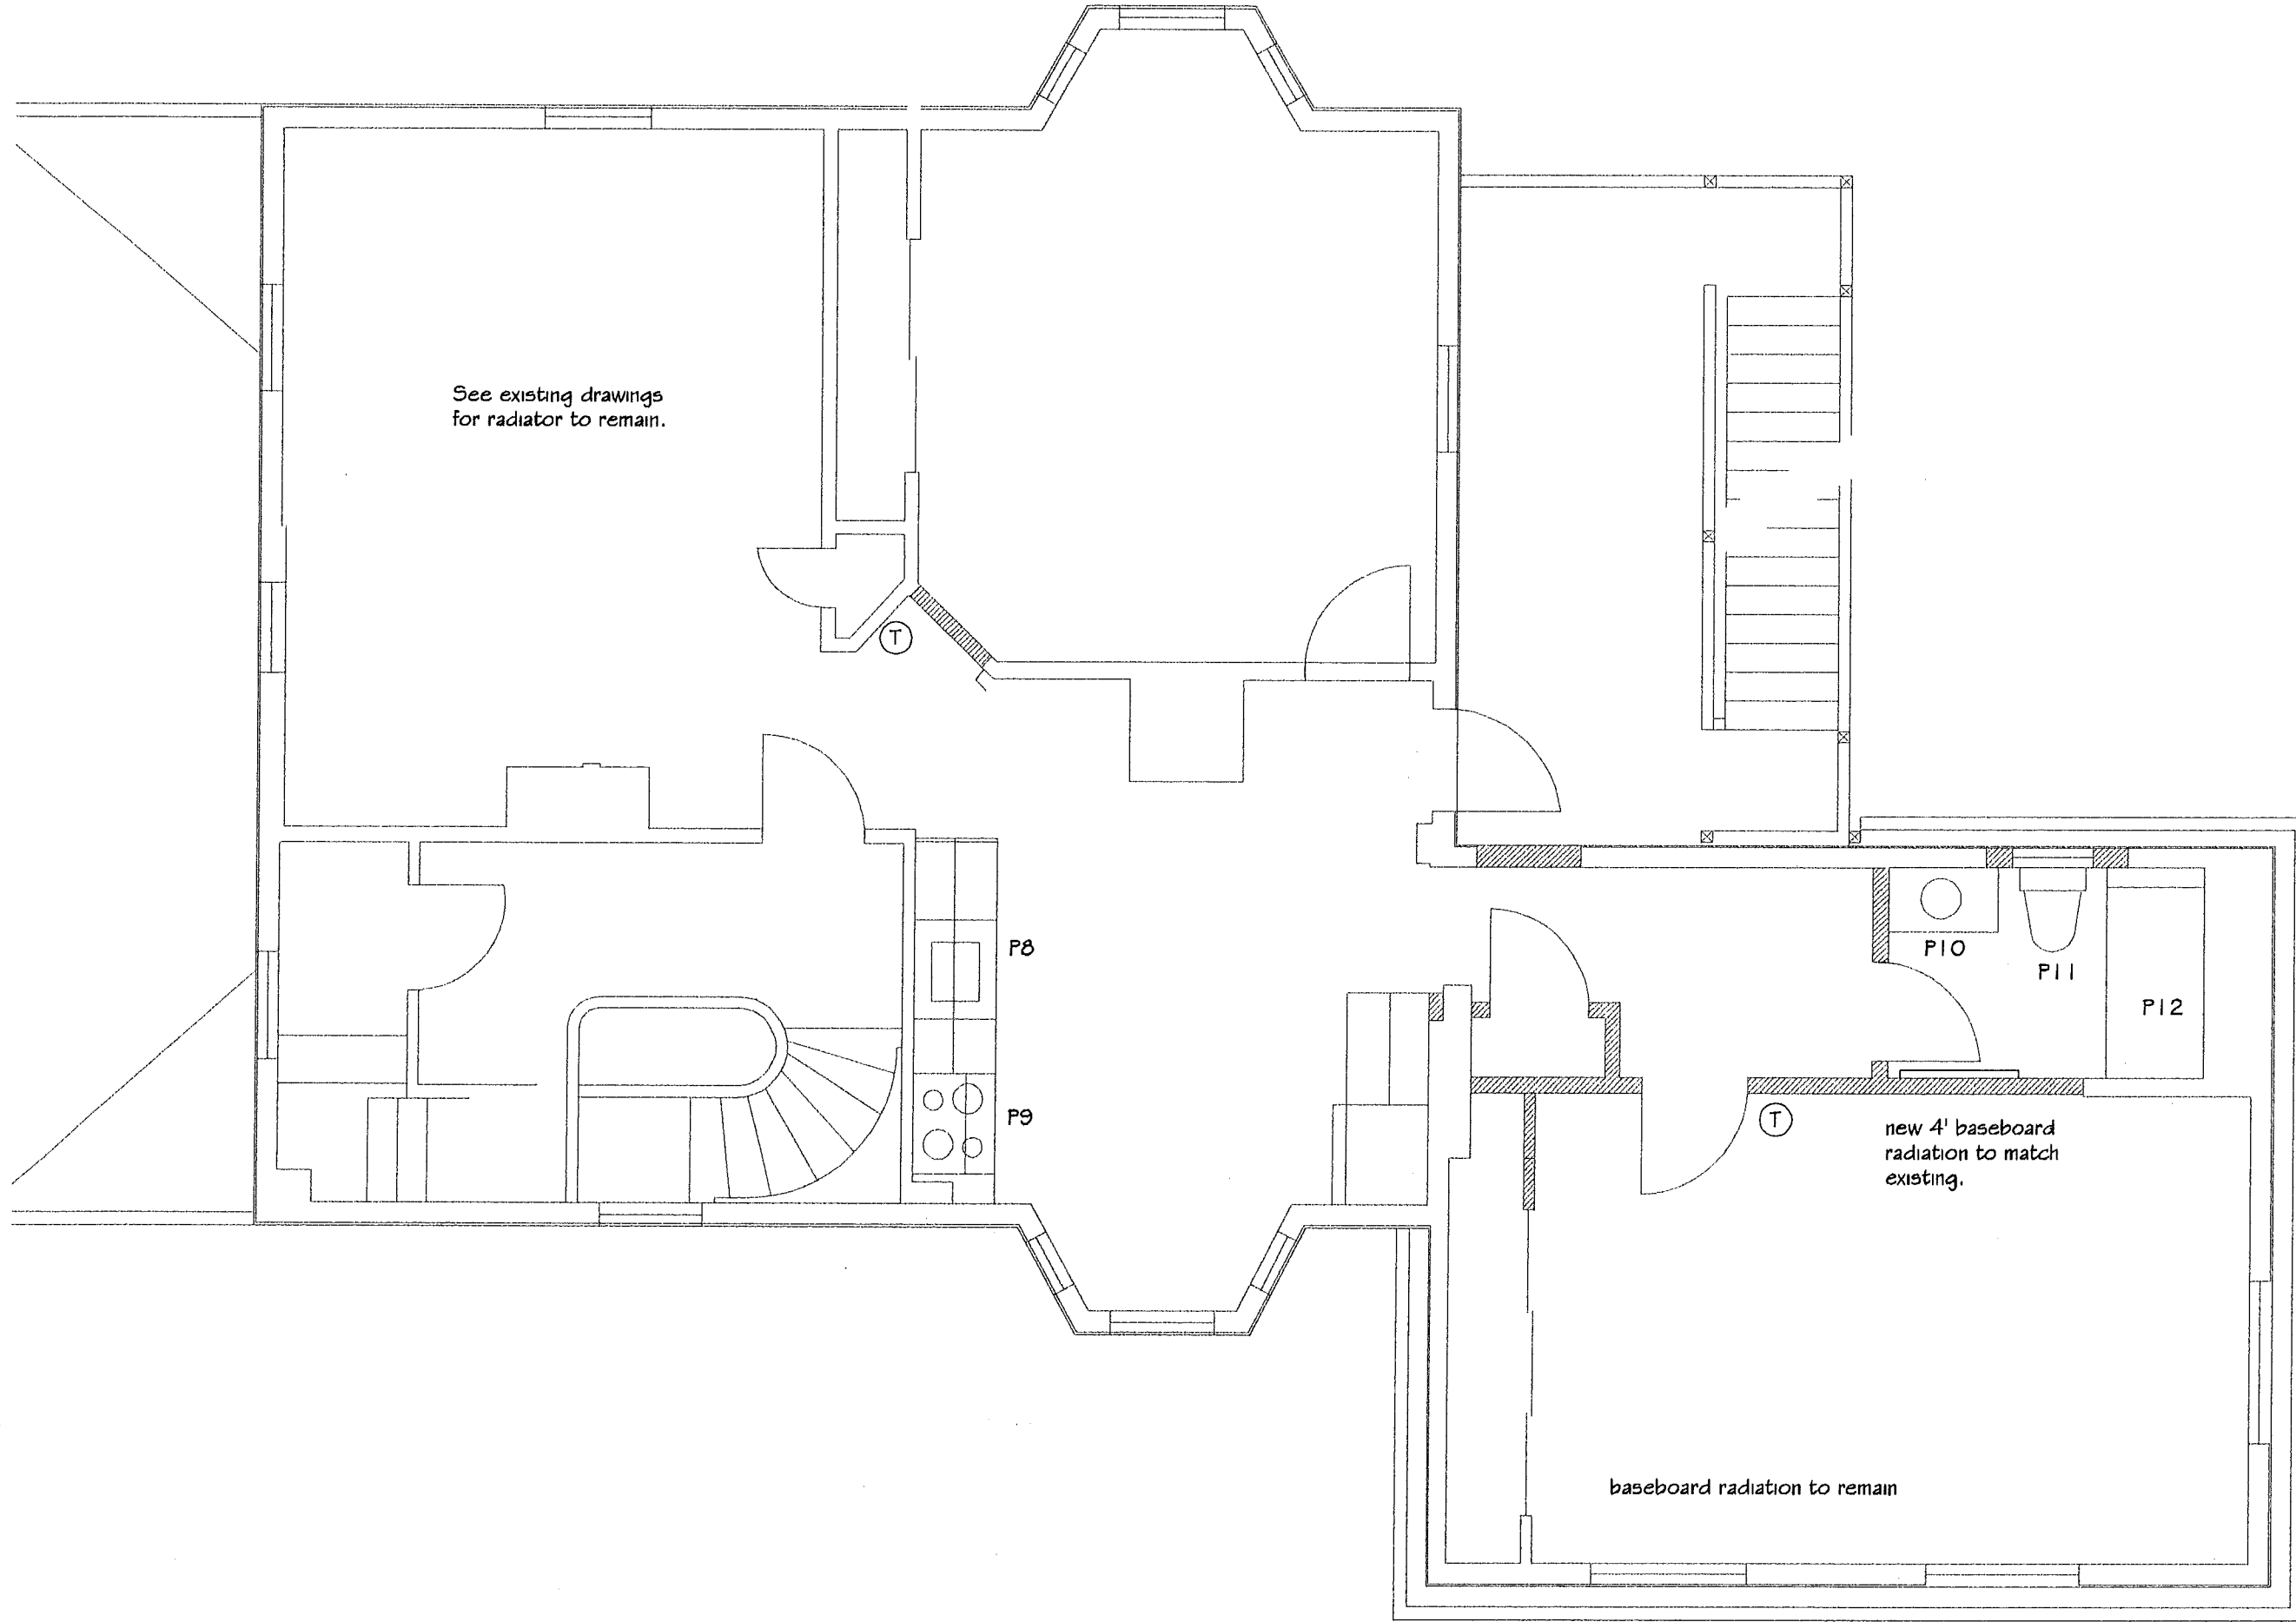 See existing drawings
for radiator to remain.
T
P8
P10
P11
P12
P9
T
new 4' baseboard
radiation to match
existing.
baseboard radiation to remain